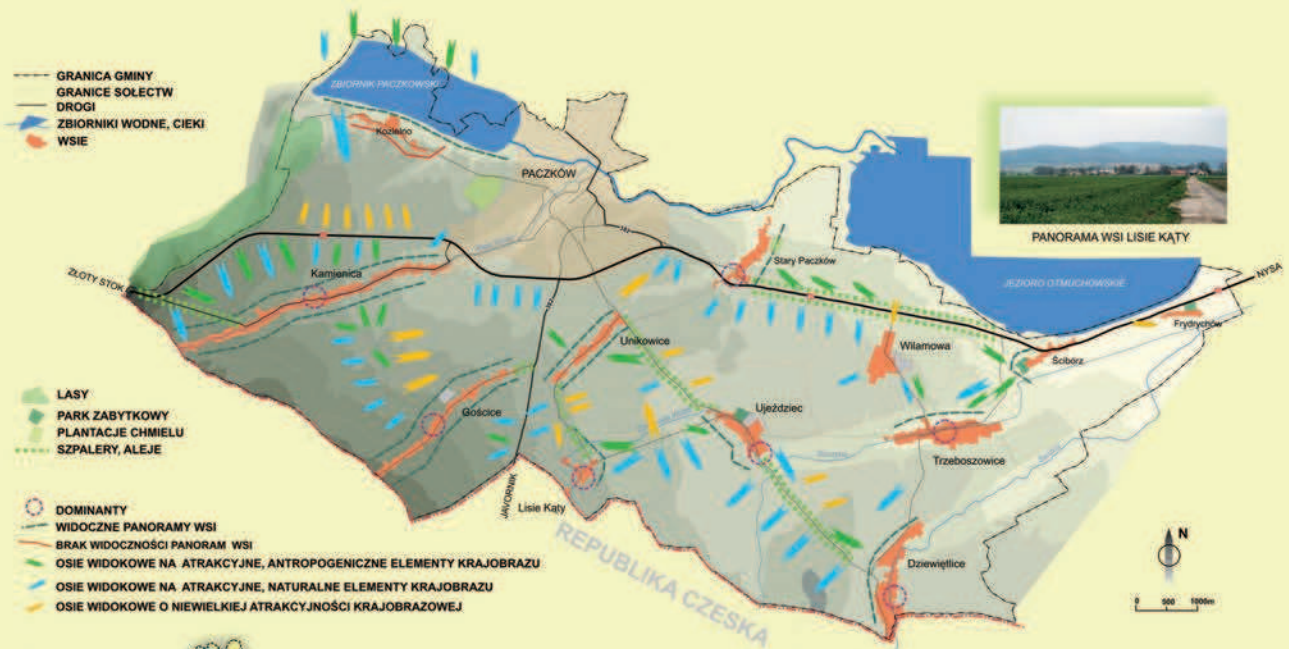 GRANICA GMINY
GRANICE SOŁECTW
DROGI
ZBIORNIKI WODNE, CIEKI
WSIE
ZBIORNIK PACZKOWSKI
Kozielno
PACZKÓW
PANORAMA WSI LISIE KĄTY
ZŁOTY STOK
Kamienica
382
Stary Paczków
JEZIORO OTMUCHOWSKIE
NYSA
Frydrychów
Ścibórz
Wilamowa
Unikowice
LASY
PARK ZABYTKOWY
PLANTACJE CHMIELU
SZPALERY, ALEJE
Gościce
Ujeździec
Trzeboszowice
JAVORNIK
Lisie Kąty
DOMINANTY
WIDOCZNE PANORAMY WSI
BRAK WIDOCZNOŚCI PANORAM WSI
OSIE WIDOKOWE NA ATRAKCYJNE, ANTROPOGENICZNE ELEMENTY KRAJOBRAZU
OSIE WIDOKOWE NA ATRAKCYJNE, NATURALNE ELEMENTY KRAJOBRAZU
OSIE WIDOKOWE O NIEWIELKIEJ ATRAKCYJNOŚCI KRAJOBRAZOWEJ
REPUBLIKA CZESKA
Dziewiętlice
N
0 500 1000m